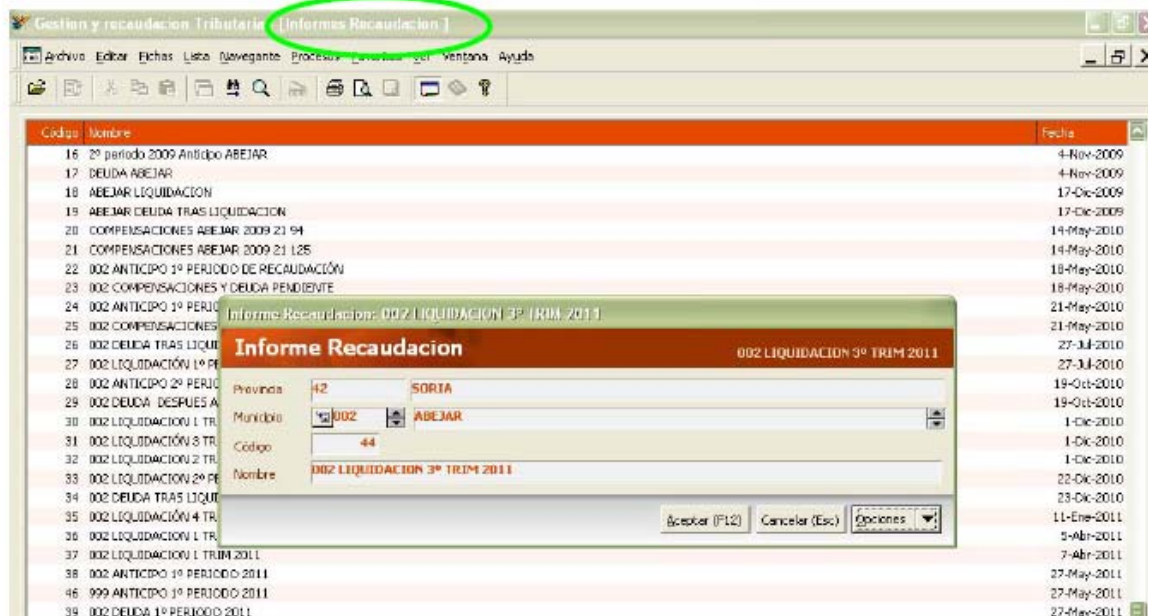 Gestion y recaudacion Tributaria [Informes Recaudacion ]
Archivo Editar Fichas Lista Navegante Procesos Ver Ventana Ayuda
Código Nombre Fecha
16 2º periodo 2009 Anticipo ABEJAR 4-Nov-2009
17 DEUDA ABEJAR 4-Nov-2009
18 ABEJAR LIQUIDACION 17-Dic-2009
19 ABEJAR DEUDA TRAS LIQUIDACION 17-Dic-2009
20 COMPENSACIONES ABEJAR 2009 21 94 14-May-2010
21 COMPENSACIONES ABEJAR 2009 21 125 14-May-2010
22 002 ANTICIPO 1º PERIODO DE RECAUDACIÓN 18-May-2010
23 002 COMPENSACIONES Y DEUDA PENDIENTE 18-May-2010
24 002 ANTICIPO 1º PERIO 21-May-2010
25 002 COMPENSACIONES 21-May-2010
26 002 DEUDA TRAS LIQUI 27-Jul-2010
27 002 LIQUIDACIÓN 1º PE 27-Jul-2010
28 002 ANTICIPO 2º PERIO 19-Oct-2010
29 002 DEUDA DESPUES A 19-Oct-2010
30 002 LIQUIDACION 1 TR 1-Dic-2010
31 002 LIQUIDACIÓN 3 TR 1-Dic-2010
32 002 LIQUIDACION 2 TR 1-Dic-2010
33 002 LIQUIDACION 2º PE 22-Dic-2010
34 002 DEUDA TRAS LIQUI 23-Dic-2010
35 002 LIQUIDACIÓN 4 TR 11-Ene-2011
36 002 LIQUIDACION 1 TR 5-Abr-2011
37 002 LIQUIDACION 1 TRIM 2011 7-Abr-2011
38 002 ANTICIPO 1º PERIODO 2011 27-May-2011
46 999 ANTICIPO 1º PERIODO 2011 27-May-2011
39 002 DEUDA 1º PERIODO 2011 27-May-2011
Informe Recaudacion: 002 LIQUIDACION 3º TRIM 2011
Informe Recaudacion 002 LIQUIDACION 3º TRIM 2011
Provincia 42 SORIA
Municipio 002 ABEJAR
Código 44
Nombre 002 LIQUIDACION 3º TRIM 2011
Aceptar (F12) Cancelar (Esc) Opciones